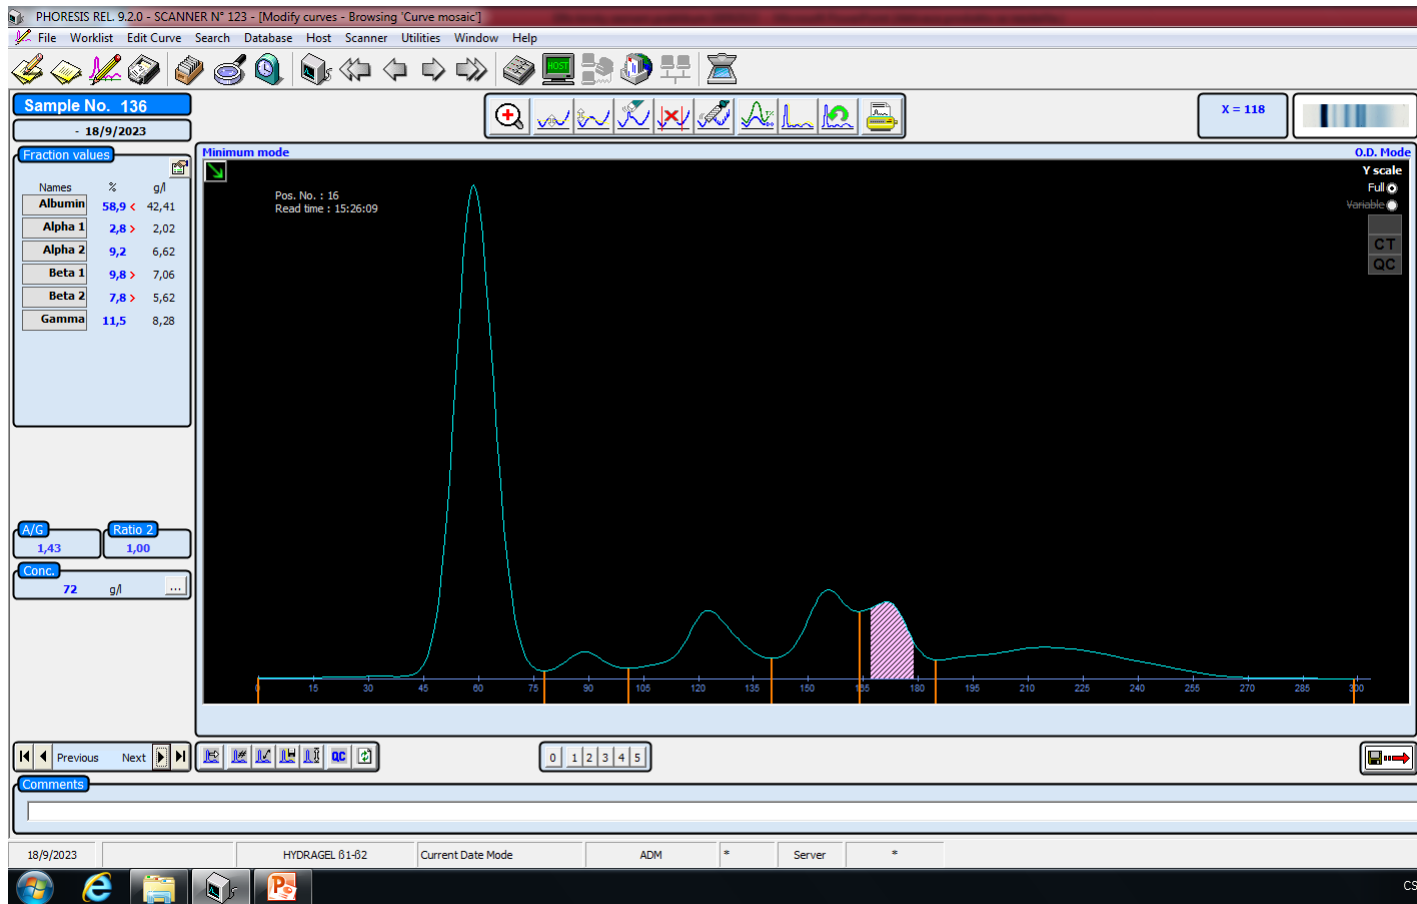 PHORESIS REL. 9.2.0 - SCANNER N° 123 - [Modify curves - Browsing 'Curve mosaic']
File Worklist Edit Curve Search Database Host Scanner Utilities Window Help
HOST
Sample No. 136
- 18/9/2023
X = 118
Fraction values
Names % g/l
Albumin 58,9 < 42,41
Alpha 1 2,8 > 2,02
Alpha 2 9,2 6,62
Beta 1 9,8 > 7,06
Beta 2 7,8 > 5,62
Gamma 11,5 8,28
A/G Ratio 2
1,43 1,00
Conc.
72 g/l ...
Minimum mode O.D. Mode
Pos. No. : 16
Read time : 15:26:09
Y scale
Full
Variable
CT
QC
0 15 30 45 60 75 90 105 120 135 150 165 180 195 210 225 240 255 270 285 300
Previous Next QC 0 1 2 3 4 5
Comments
18/9/2023 HYDRAGEL ß1-ß2 Current Date Mode ADM * Server *
CS